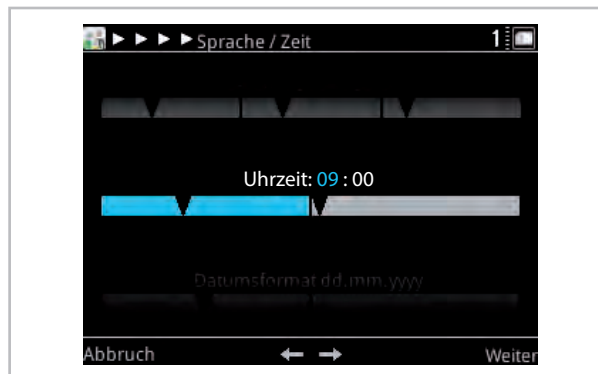 Sprache / Zeit 1
Uhrzeit: 09 : 00
Datumsformat dd.mm.yyyy
Abbruch Weiter